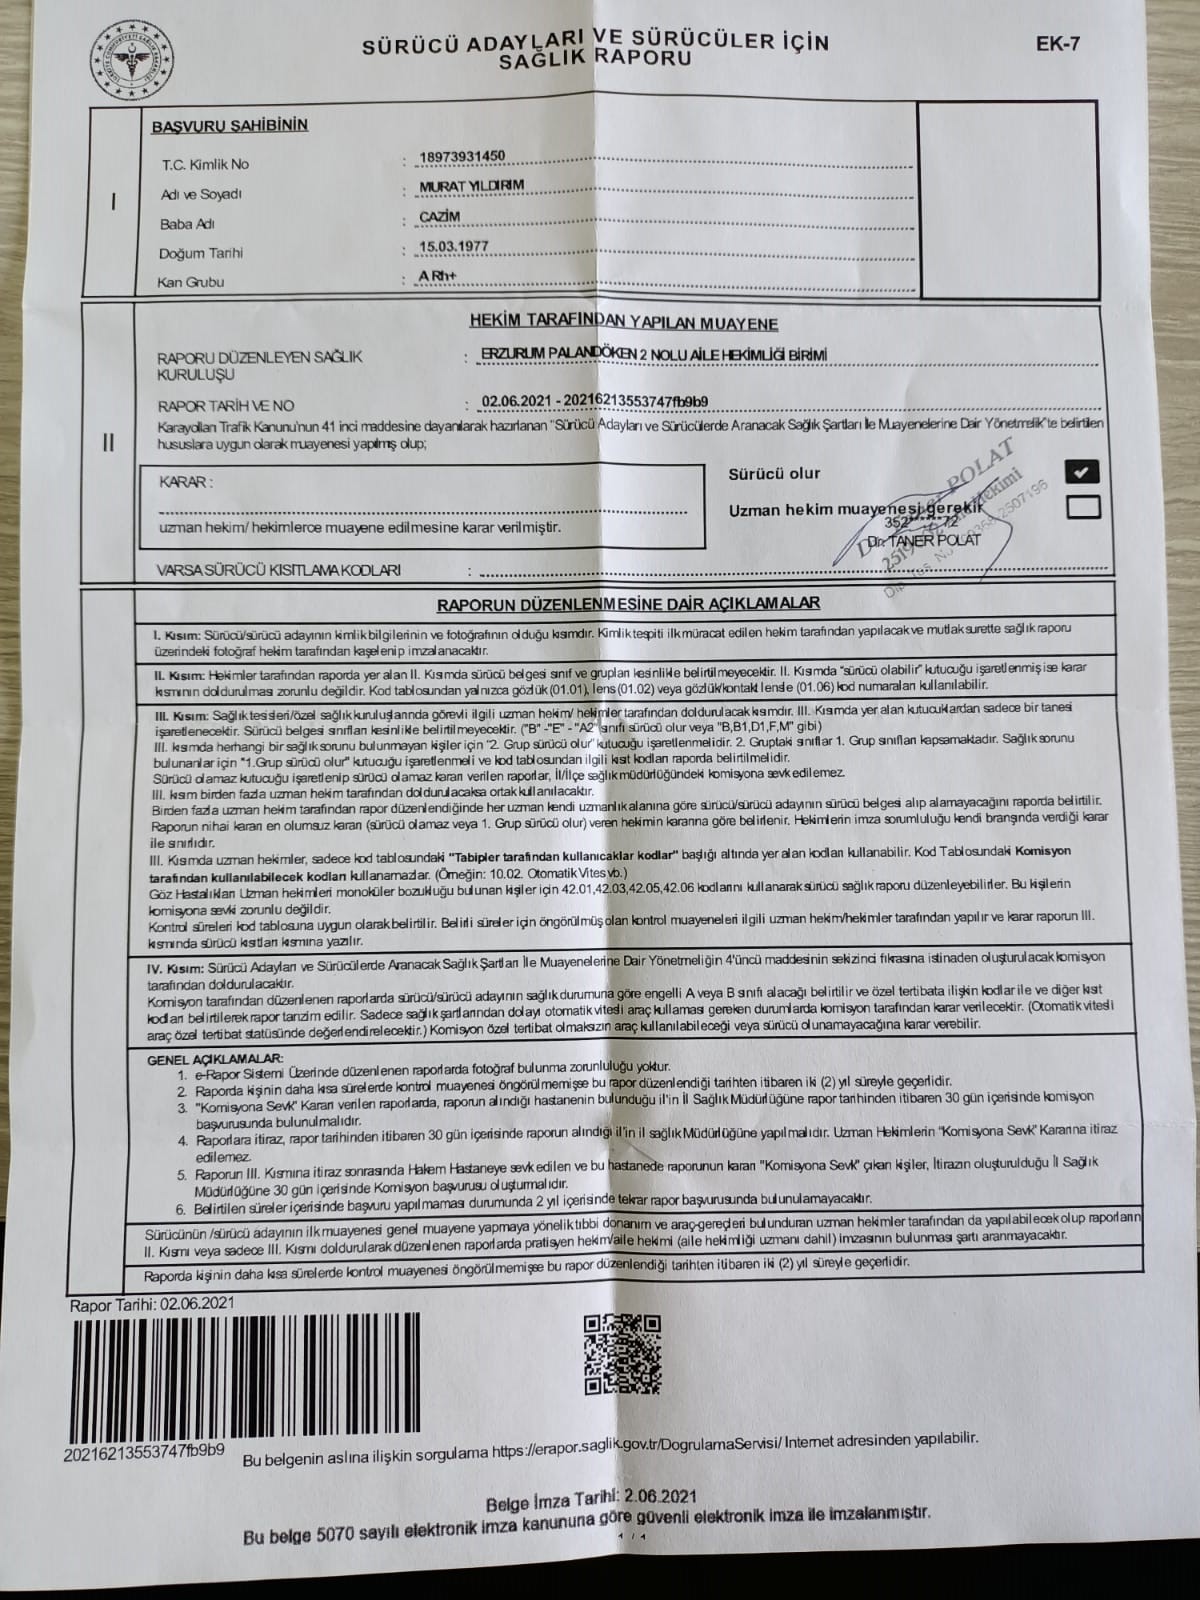 SÜRÜCÜ ADAYLARI VE SÜRÜCÜLER İÇİN
SAĞLIK RAPORU
EK-7
I
BAŞVURU SAHİBİNİN
T.C. Kimlik No : 18973931450
Adı ve Soyadı : MURAT YILDIRIM
Baba Adı : CAZİM
Doğum Tarihi : 15.03.1977
Kan Grubu : A Rh+
II
HEKİM TARAFINDAN YAPILAN MUAYENE
RAPORU DÜZENLEYEN SAĞLIK : ERZURUM PALANDÖKEN 2 NOLU AİLE HEKİMLİĞİ BİRİMİ
KURULUŞU
RAPOR TARİH VE NO : 02.06.2021 - 20216213553747fb9b9
Karayolları Trafik Kanunu'nun 41 inci maddesine dayanılarak hazırlanan "Sürücü Adayları ve Sürücülerde Aranacak Sağlık Şartları İle Muayenelerine Dair Yönetmelik"te belirtilen
hususlara uygun olarak muayenesi yapılmış olup;
KARAR :
uzman hekim/ hekimlerce muayene edilmesine karar verilmiştir.
Sürücü olur
Uzman hekim muayenesi gerekir
352******72
Dr. TANER POLAT
VARSA SÜRÜCÜ KISITLAMA KODLARI :
RAPORUN DÜZENLENMESİNE DAİR AÇIKLAMALAR
I. Kısım: Sürücü/sürücü adayının kimlik bilgilerinin ve fotoğrafının olduğu kısımdır. Kimlik tespiti ilk müracat edilen hekim tarafından yapılacak ve mutlak surette sağlık raporu
üzerindeki fotoğraf hekim tarafından kaşelenip imzalanacaktır.
II. Kısım: Hekimler tarafından raporda yer alan II. Kısımda sürücü belgesi sınıf ve grupları kesinlikle belirtilmeyecektir. II. Kısımda "sürücü olabilir" kutucuğu işaretlenmiş ise karar
kısmının doldurulması zorunlu değildir. Kod tablosundan yalnızca gözlük (01.01), lens (01.02) veya gözlük/kontakt lensle (01.06) kod numaraları kullanılabilir.
III. Kısım: Sağlık tesisleri/özel sağlık kuruluşlarında görevli ilgili uzman hekim/ hekimler tarafından doldurulacak kısımdır. III. Kısımda yer alan kutucuklardan sadece bir tanesi
işaretlenecektir. Sürücü belgesi sınıfları kesinlikle belirtilmeyecektir. ("B" -"E" - "A2" sınıfı sürücü olur veya "B,B1,D1,F,M" gibi)
III. kısımda herhangi bir sağlık sorunu bulunmayan kişiler için "2. Grup sürücü olur" kutucuğu işaretlenmelidir. 2. Gruptaki sınıflar 1. Grup sınıfları kapsamaktadır. Sağlık sorunu
bulunanlar için "1.Grup sürücü olur" kutucuğu işaretlenmeli ve kod tablosundan ilgili kısıt kodları raporda belirtilmelidir.
Sürücü olamaz kutucuğu işaretlenip sürücü olamaz kararı verilen raporlar, İl/İlçe sağlık müdürlüğündeki komisyona sevk edilemez.
III. kısım birden fazla uzman hekim tarafından doldurulacaksa ortak kullanılacaktır.
Birden fazla uzman hekim tarafından rapor düzenlendiğinde her uzman kendi uzmanlık alanına göre sürücü/sürücü adayının sürücü belgesi alıp alamayacağını raporda belirtilir.
Raporun nihai kararı en olumsuz kararı (sürücü olamaz veya 1. Grup sürücü olur) veren hekimin kararına göre belirlenir. Hekimlerin imza sorumluluğu kendi branşında verdiği karar
ile sınırlıdır.
III. Kısımda uzman hekimler, sadece kod tablosundaki "Tabipler tarafından kullanıcaklar kodlar" başlığı altında yer alan kodları kullanabilir. Kod Tablosundaki Komisyon
tarafından kullanılabilecek kodları kullanamazlar. (Örneğin: 10.02. Otomatik Vites vb.)
Göz Hastalıkları Uzman hekimleri monoküler bozukluğu bulunan kişiler için 42.01,42.03,42.05,42.06 kodlarını kullanarak sürücü sağlık raporu düzenleyebilirler. Bu kişilerin
komisyona sevki zorunlu değildir.
Kontrol süreleri kod tablosuna uygun olarak belirtilir. Belirli süreler için öngörülmüş olan kontrol muayeneleri ilgili uzman hekim/hekimler tarafından yapılır ve karar raporun III.
kısmında sürücü kısıtları kısmına yazılır.
IV. Kısım: Sürücü Adayları ve Sürücülerde Aranacak Sağlık Şartları İle Muayenelerine Dair Yönetmeliğin 4'üncü maddesinin sekizinci fıkrasına istinaden oluşturulacak komisyon
tarafından doldurulacaktır.
Komisyon tarafından düzenlenen raporlarda sürücü/sürücü adayının sağlık durumuna göre engelli A veya B sınıfı alacağı belirtilir ve özel tertibata ilişkin kodlar ile ve diğer kısıt
kodları belirtilerek rapor tanzim edilir. Sadece sağlık şartlarından dolayı otomatik vitesli araç kullanması gereken durumlarda komisyon tarafından karar verilecektir. (Otomatik vitesli
araç özel tertibat statüsünde değerlendirelecektir.) Komisyon özel tertibat olmaksızın araç kullanılabileceği veya sürücü olunamayacağına karar verebilir.
GENEL AÇIKLAMALAR:
1. e-Rapor Sistemi Üzerinde düzenlenen raporlarda fotoğraf bulunma zorunluluğu yoktur.
2. Raporda kişinin daha kısa sürelerde kontrol muayenesi öngörülmemişse bu rapor düzenlendiği tarihten itibaren iki (2) yıl süreyle geçerlidir.
3. "Komisyona Sevk" Kararı verilen raporlarda, raporun alındığı hastanenin bulunduğu il'in İl Sağlık Müdürlüğüne rapor tarihinden itibaren 30 gün içerisinde komisyon
başvurusunda bulunulmalıdır.
4. Raporlara itiraz, rapor tarihinden itibaren 30 gün içerisinde raporun alındığı il'in il sağlık Müdürlüğüne yapılmalıdır. Uzman Hekimlerin "Komisyona Sevk" Kararına itiraz
edilemez.
5. Raporun III. Kısmına itiraz sonrasında Hakem Hastaneye sevk edilen ve bu hastanede raporunun kararı "Komisyona Sevk" çıkan kişiler, İtirazın oluşturulduğu İl Sağlık
Müdürlüğüne 30 gün içerisinde Komisyon başvurusu oluşturmalıdır.
6. Belirtilen süreler içerisinde başvuru yapılmaması durumunda 2 yıl içerisinde tekrar rapor başvurusunda bulunulamayacaktır.
Sürücünün /sürücü adayının ilk muayenesi genel muayene yapmaya yönelik tıbbi donanım ve araç-gereçleri bulunduran uzman hekimler tarafından da yapılabilecek olup raporların
II. Kısmı veya sadece III. Kısmı doldurularak düzenlenen raporlarda pratisyen hekim/aile hekimi (aile hekimliği uzmanı dahil) imzasının bulunması şartı aranmayacaktır.
Raporda kişinin daha kısa sürelerde kontrol muayenesi öngörülmemişse bu rapor düzenlendiği tarihten itibaren iki (2) yıl süreyle geçerlidir.
Rapor Tarihi: 02.06.2021
20216213553747fb9b9
Bu belgenin aslına ilişkin sorgulama https://erapor.saglik.gov.tr/DogrulamaServisi/ Internet adresinden yapılabilir.
Belge İmza Tarihi: 2.06.2021
Bu belge 5070 sayılı elektronik imza kanununa göre güvenli elektronik imza ile imzalanmıştır.
1 / 1